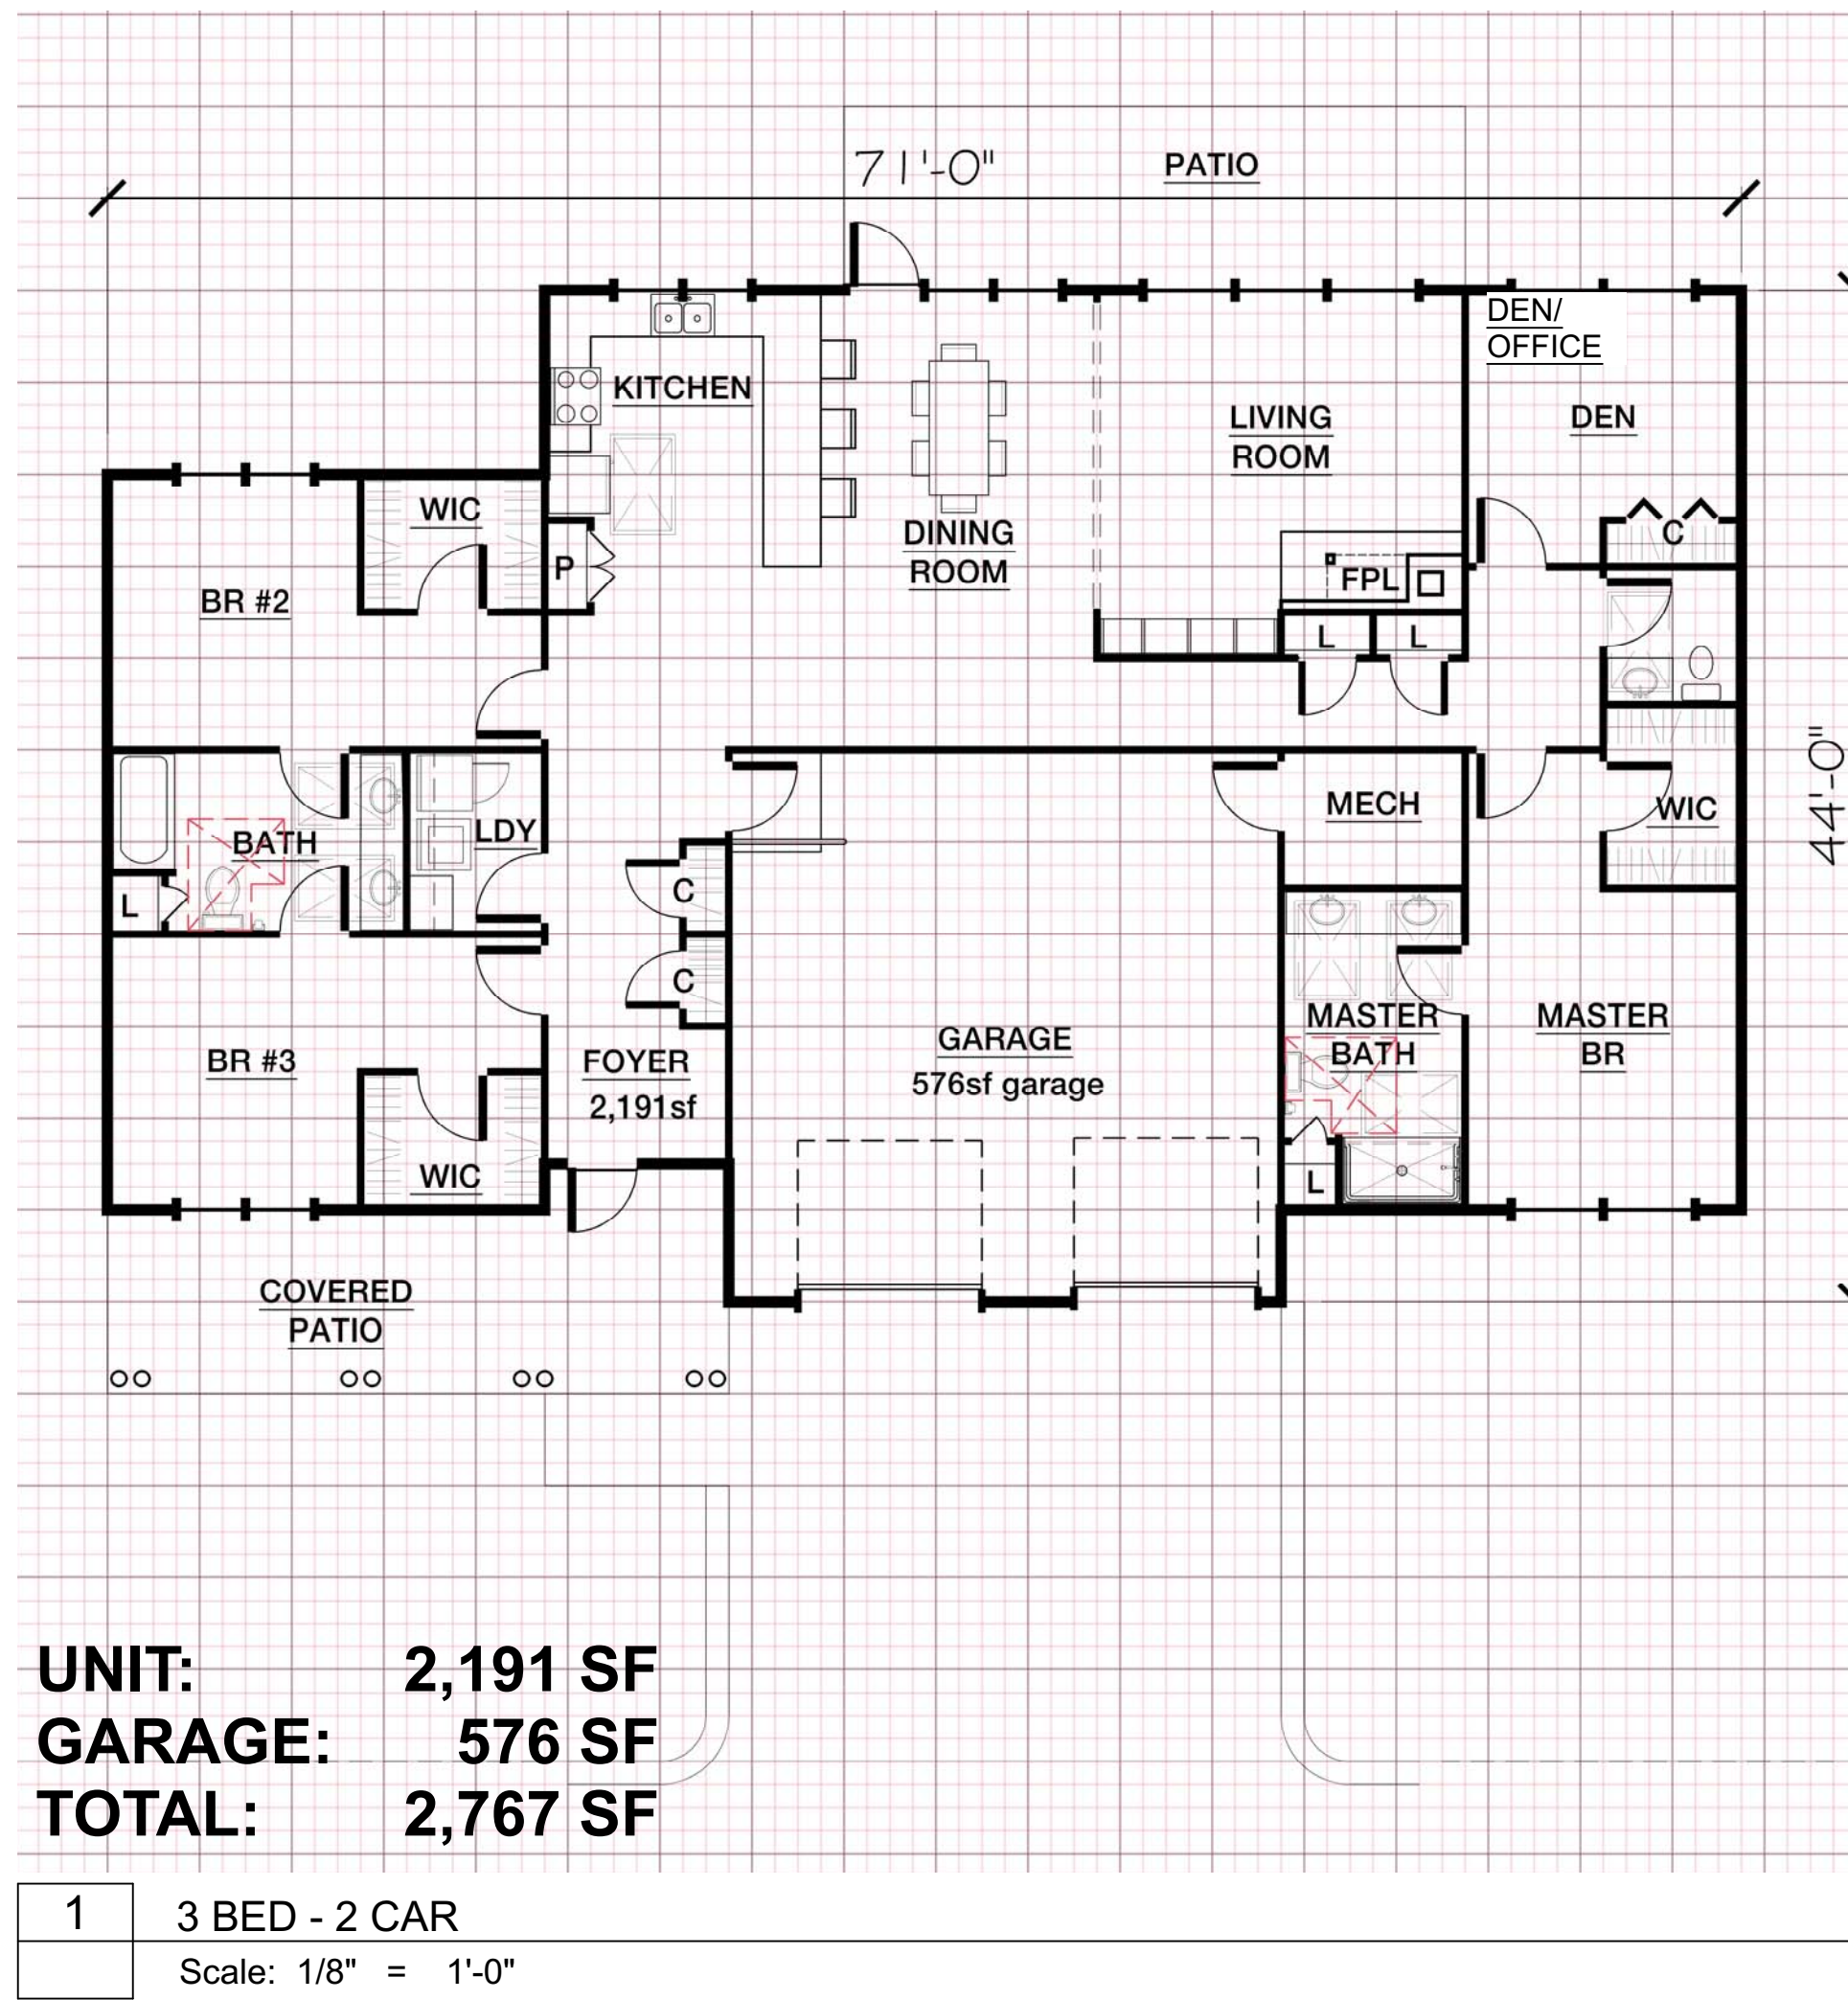 71'-0"
PATIO
DEN/
OFFICE
KITCHEN
LIVING
ROOM
DEN
WIC
DINING
ROOM
C
P
FPL
BR #2
L
L
44'-0"
MECH
WIC
LDY
BATH
C
L
C
MASTER
BATH
MASTER
BR
GARAGE
576sf garage
BR #3
FOYER
2,191sf
WIC
L
COVERED
PATIO
UNIT: 2,191 SF
GARAGE: 576 SF
TOTAL: 2,767 SF
1 3 BED - 2 CAR
Scale: 1/8" = 1'-0"